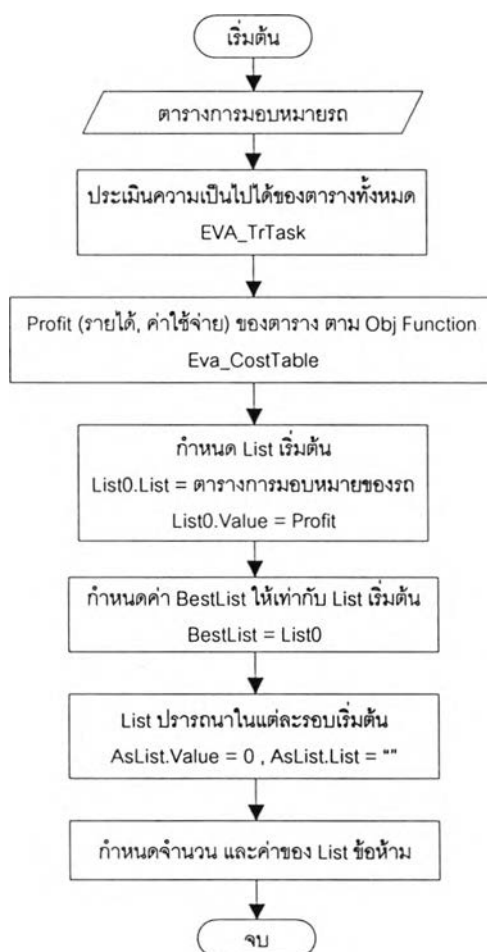 เริ่มต้น
ตารางการมอบหมายรถ
ประเมินความเป็นไปได้ของตารางทั้งหมด
EVA_TrTask
Profit (รายได้, ค่าใช้จ่าย) ของตาราง ตาม Obj Function
Eva_CostTable
กำหนด List เริ่มต้น
List0.List = ตารางการมอบหมายของรถ
List0.Value = Profit
กำหนดค่า BestList ให้เท่ากับ List เริ่มต้น
BestList = List0
List ปรารถนาในแต่ละรอบเริ่มต้น
AsList.Value = 0 , AsList.List = “”
กำหนดจำนวน และค่าของ List ข้อห้าม
จบ